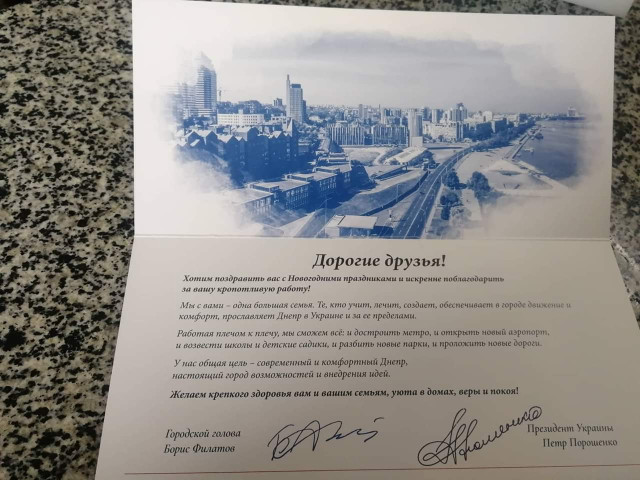 Дорогие друзья!
Хотим поздравить вас с Новогодними праздниками и искренне поблагодарить
за вашу кропотливую работу!
Мы с вами – одна большая семья. Те, кто учит, лечит, создает, обеспечивает в городе движение и
комфорт, прославляет Днепр в Украине и за ее пределами.
Работая плечом к плечу, мы сможем всё: и достроить метро, и открыть новый аэропорт,
и возвести школы и детские садики, и разбить новые парки, и проложить новые дороги.
У нас общая цель – современный и комфортный Днепр,
настоящий город возможностей и внедрения идей.
Желаем крепкого здоровья вам и вашим семьям, уюта в домах, веры и покоя!
Городской голова
Борис Филатов
Президент Украины
Петр Порошенко